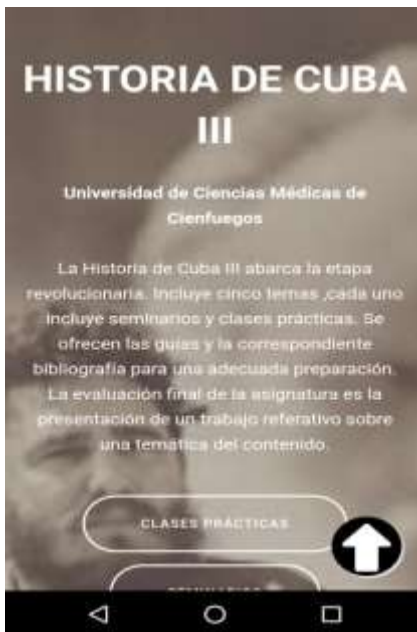 HISTORIA DE CUBA
III
Universidad de Ciencias Médicas de
Cienfuegos
La Historia de Cuba III abarca la etapa
revolucionaria. Incluye cinco temas ,cada uno
incluye seminarios y clases prácticas. Se
ofrecen las guías y la correspondiente
bibliografía para una adecuada preparación.
La evaluación final de la asignatura es la
presentación de un trabajo referativo sobre
una temática del contenido.
CLASES PRÁCTICAS